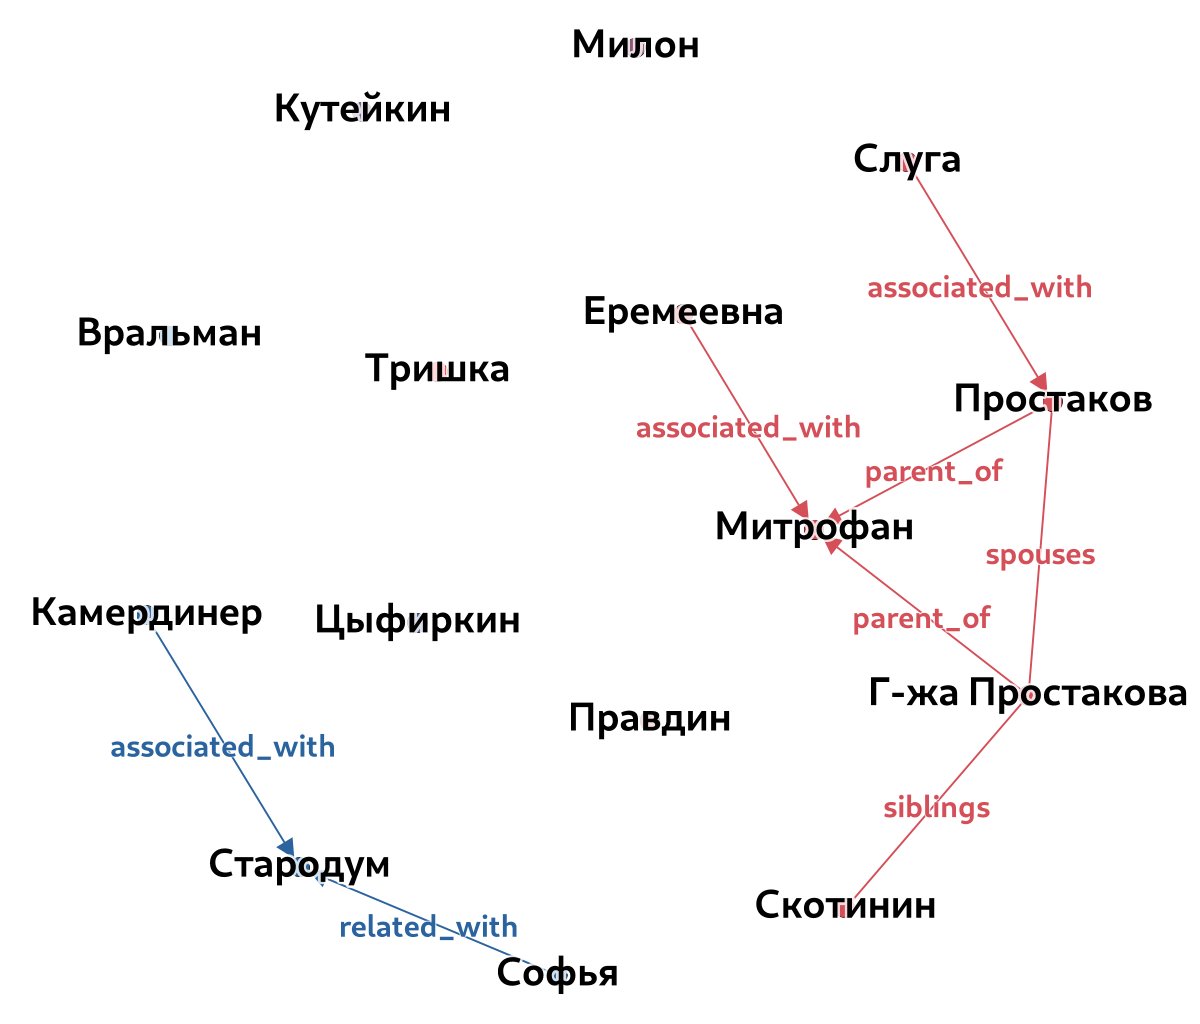 Милон
Кутейкин
Слуга
associated_with
Еремеевна
Вральман
Тришка
Простаков
associated_with
parent_of
Митрофан
spouses
Камердинер
Цыфиркин
parent_of
Г-жа Простакова
Правдин
associated_with
siblings
Стародум
Скотинин
related_with
Софья